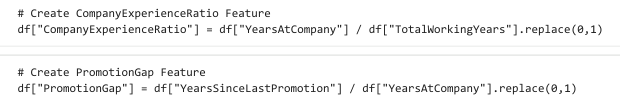 # Create CompanyExperienceRatio Feature
df["CompanyExperienceRatio"] = df["YearsAtCompany"] / df["TotalWorkingYears"].replace(0,1)
# Create PromotionGap Feature
df["PromotionGap"] = df["YearsSinceLastPromotion"] / df["YearsAtCompany"].replace(0,1)